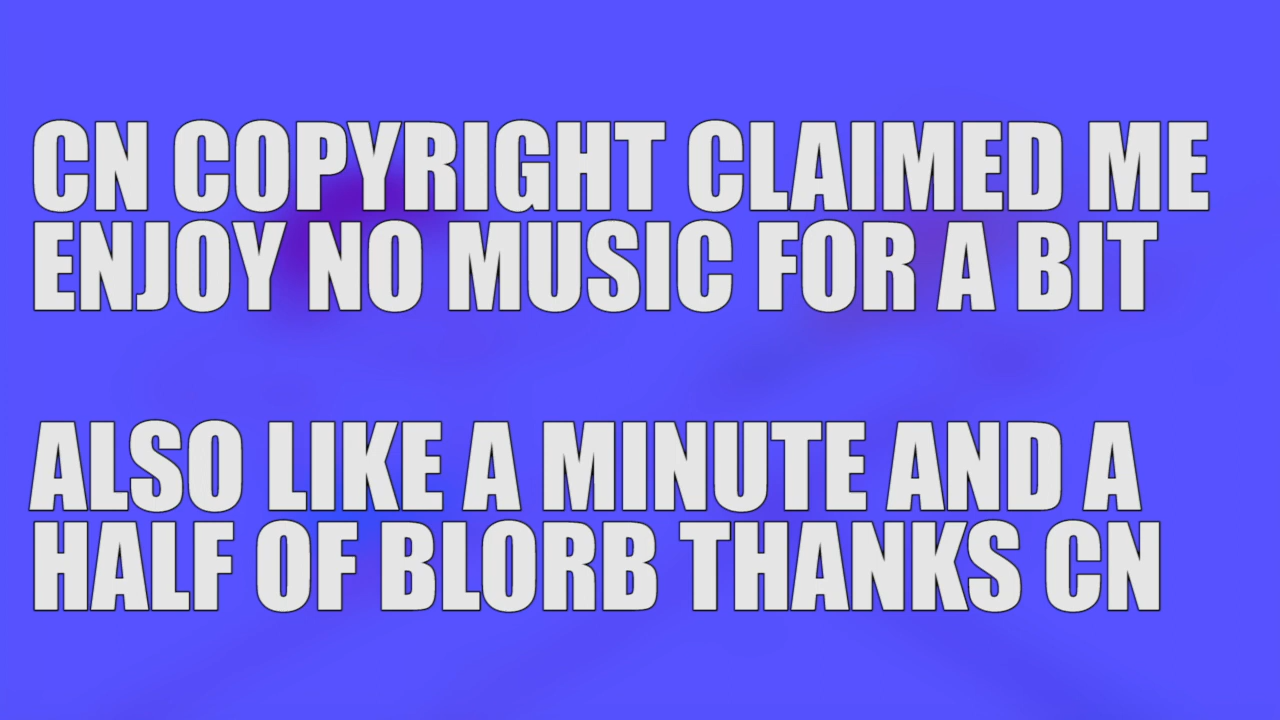 CN COPYRIGHT CLAIMED ME
ENJOY NO MUSIC FOR A BIT
ALSO LIKE A MINUTE AND A
HALF OF BLORB THANKS CN